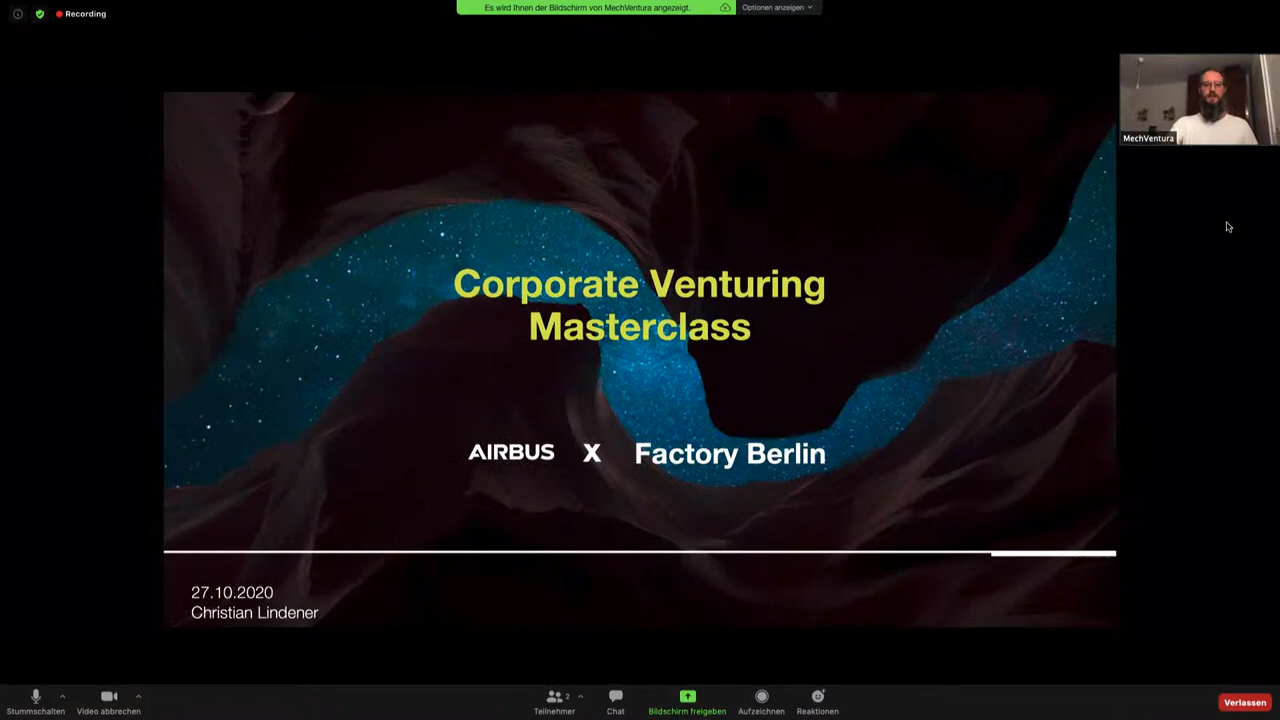 Recording
Es wird Ihnen der Bildschirm von MechVentura angezeigt.
Optionen anzeigen
MechVentura
Corporate Venturing
Masterclass
AIRBUS X Factory Berlin
27.10.2020
Christian Lindener
Stummschalten
Video abbrechen
2
Teilnehmer
Chat
Bildschirm freigeben
Aufzeichnen
Reaktionen
Verlassen